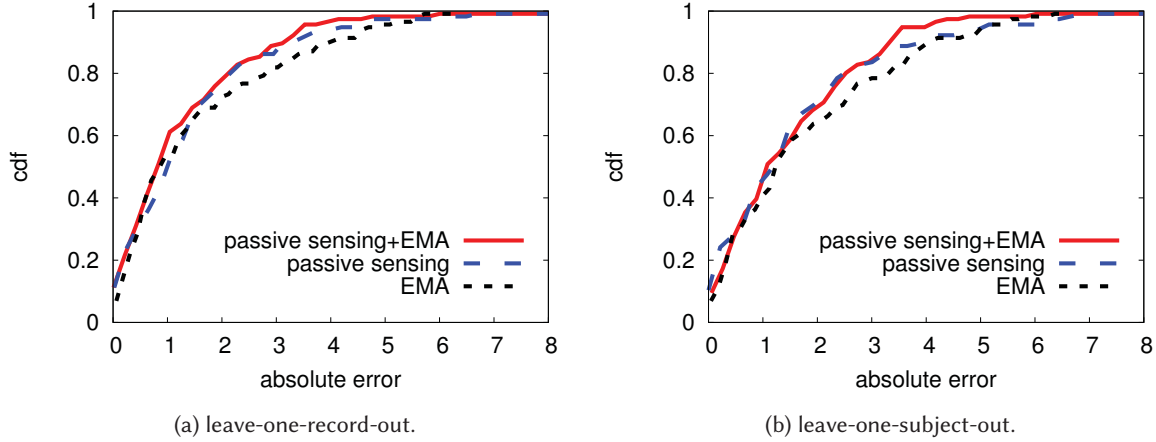 1
0.8
0.6
0.4
0.2
0
cdf
passive sensing+EMA
passive sensing
EMA
0 1 2 3 4 5 6 7 8
absolute error
(a) leave-one-record-out.
1
0.8
0.6
0.4
0.2
0
cdf
passive sensing+EMA
passive sensing
EMA
0 1 2 3 4 5 6 7 8
absolute error
(b) leave-one-subject-out.